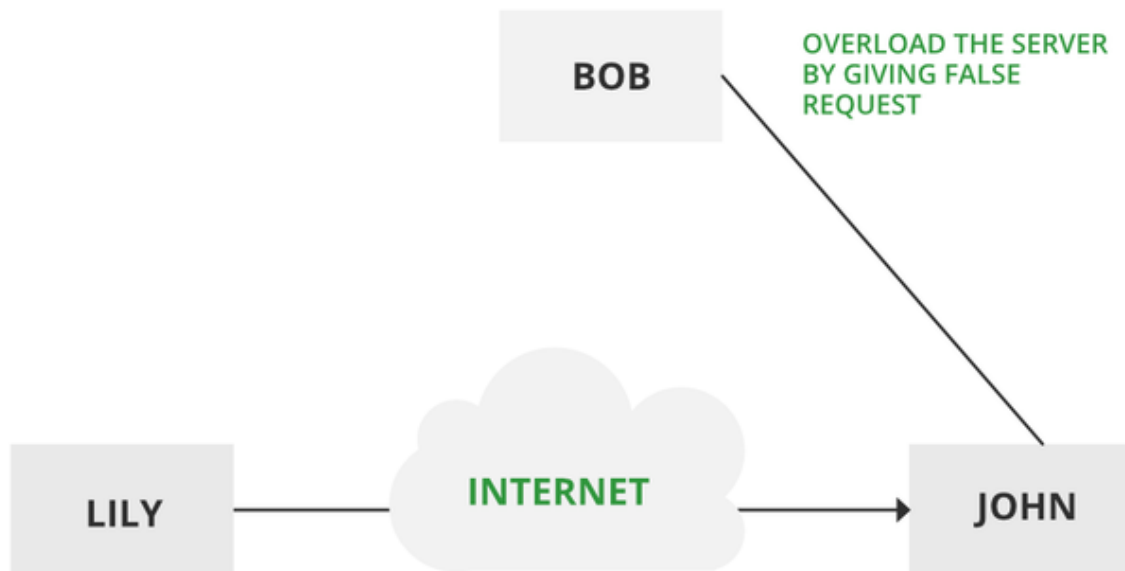 BOB
OVERLOAD THE SERVER
BY GIVING FALSE
REQUEST
INTERNET
LILY
JOHN